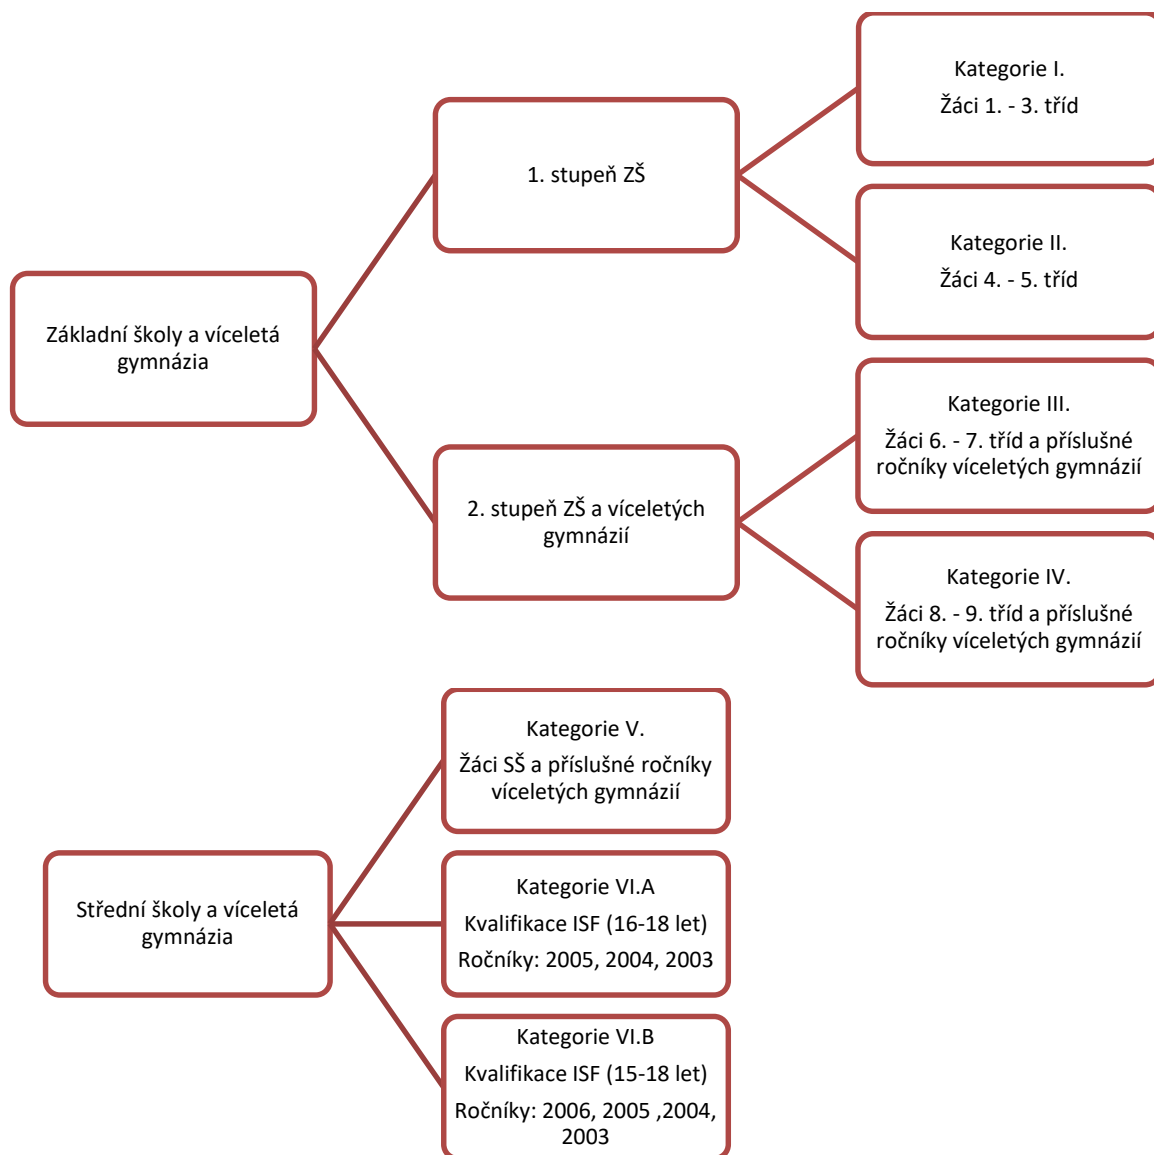 Kategorie I.
Žáci 1. - 3. tříd
1. stupeň ZŠ
Kategorie II.
Žáci 4. - 5. tříd
Základní školy a víceletá
gymnázia
Kategorie III.
Žáci 6. - 7. tříd a příslušné
ročníky víceletých gymnázií
2. stupeň ZŠ a víceletých
gymnázií
Kategorie IV.
Žáci 8. - 9. tříd a příslušné
ročníky víceletých gymnázií
Kategorie V.
Žáci SŠ a příslušné ročníky
víceletých gymnázií
Střední školy a víceletá
gymnázia
Kategorie VI.A
Kvalifikace ISF (16-18 let)
Ročníky: 2005, 2004, 2003
Kategorie VI.B
Kvalifikace ISF (15-18 let)
Ročníky: 2006, 2005 ,2004,
2003